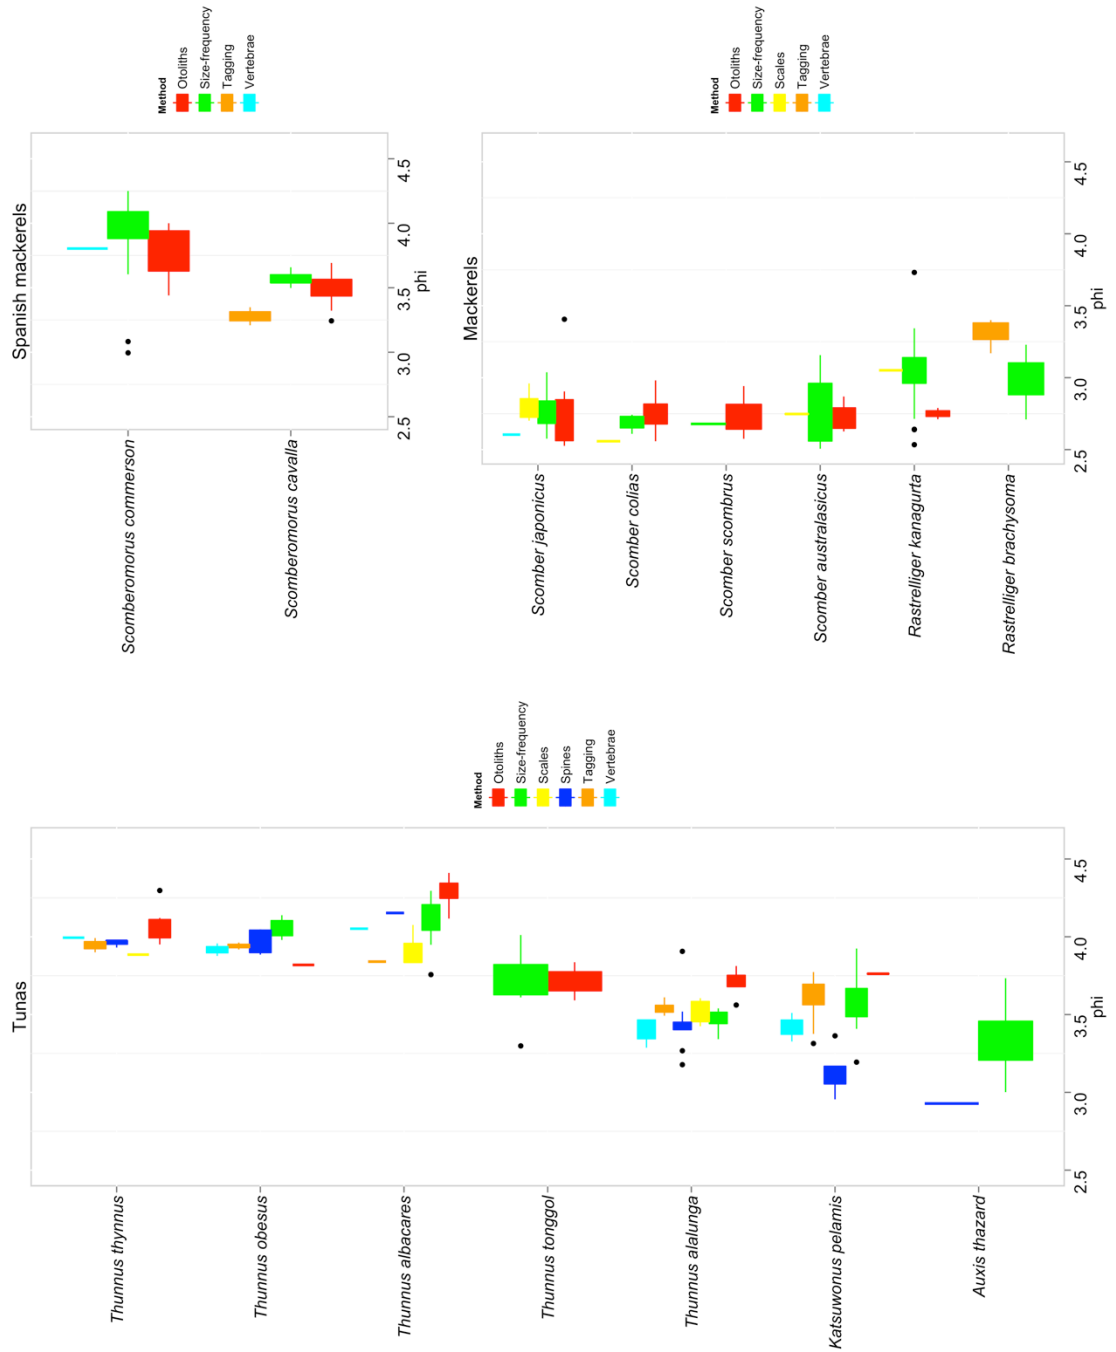 Tunas
Thunnus thynnus
Thunnus obesus
Thunnus albacares
Thunnus tonggol
Thunnus alalunga
Katsuwonus pelamis
Auxis thazard
2.5 3.0 3.5 4.0 4.5
phi
Method
Otoliths
Size-frequency
Scales
Spines
Tagging
Vertebrae
Spanish mackerels
Scomberomorus commerson
Scomberomorus cavalla
2.5 3.0 3.5 4.0 4.5
phi
Method
Otoliths
Size-frequency
Tagging
Vertebrae
Mackerels
Scomber japonicus
Scomber colias
Scomber scombrus
Scomber australasicus
Rastrelliger kanagurta
Rastrelliger brachysoma
2.5 3.0 3.5 4.0 4.5
phi
Method
Otoliths
Size-frequency
Scales
Tagging
Vertebrae